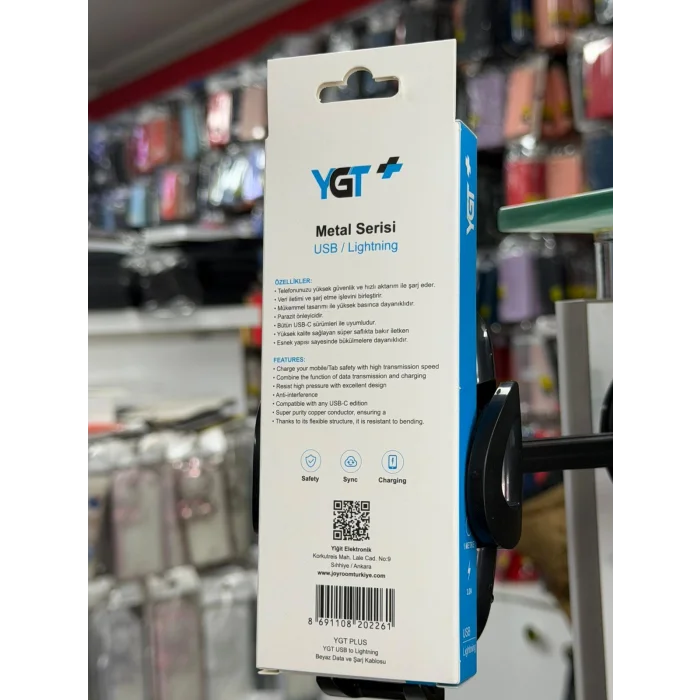 YGT+
Metal Serisi
USB / Lightning
ÖZELLİKLER:
• Telefonunuzu yüksek güvenlik ve hızlı aktarım ile şarj eder.
• Veri iletimi ve şarj etme işlevini birleştirir.
• Mükemmel tasarımı ile yüksek basınca dayanıklıdır.
• Parazit önleyicidir.
• Bütün USB-C sürümleri ile uyumludur.
• Yüksek kalite sağlayan süper saflıkta bakır iletken
• Esnek yapısı sayesinde bükülmelere dayanıklıdır.
FEATURES:
• Charge your mobile/Tab safety with high transmission speed
• Combine the function of data transmission and charging
• Resist high pressure with excellent design
• Anti-interference
• Compatible with any USB-C edition
• Super purity copper conductor, ensuring a
• Thanks to its flexible structure, it is resistant to bending.
Safety Sync Charging
Yiğit Elektronik
Korkutreis Mah. Lale Cad. No:9
Sıhhiye / Ankara
www.joyroomturkiye.com
8 691108 202261
YGT PLUS
YGT USB to Lightning
Beyaz Data ve Şarj Kablosu
YGT+
USB
Lightning